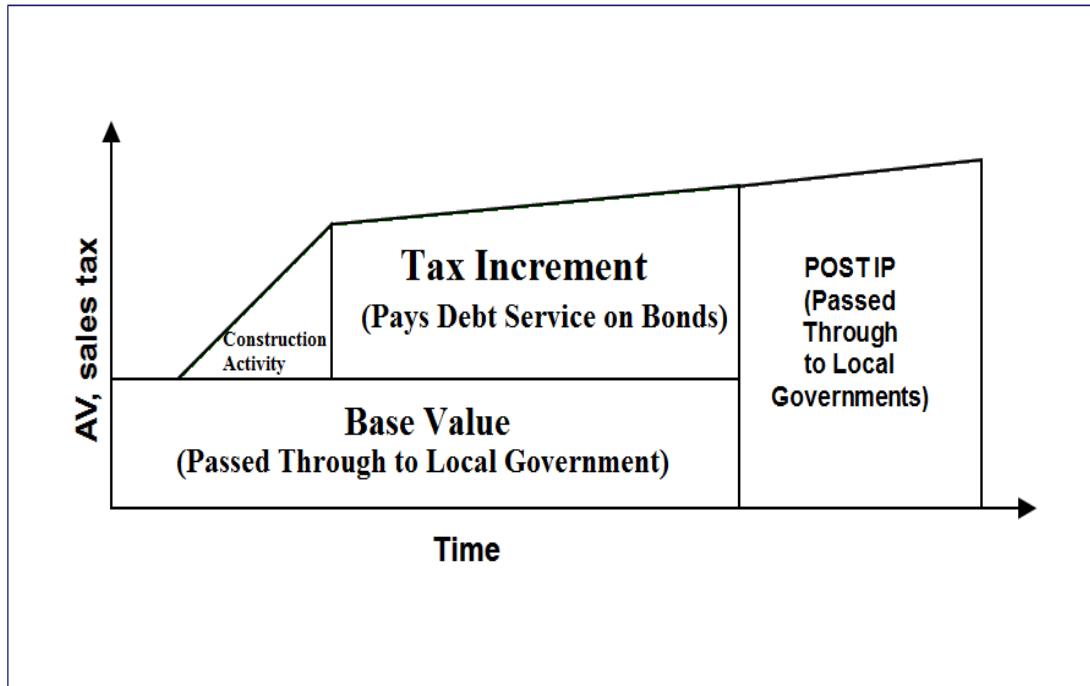 AV, sales tax
Tax Increment
(Pays Debt Service on Bonds)
Construction
Activity
Base Value
(Passed Through to Local Government)
POST IP
(Passed
Through
to Local
Governments)
Time